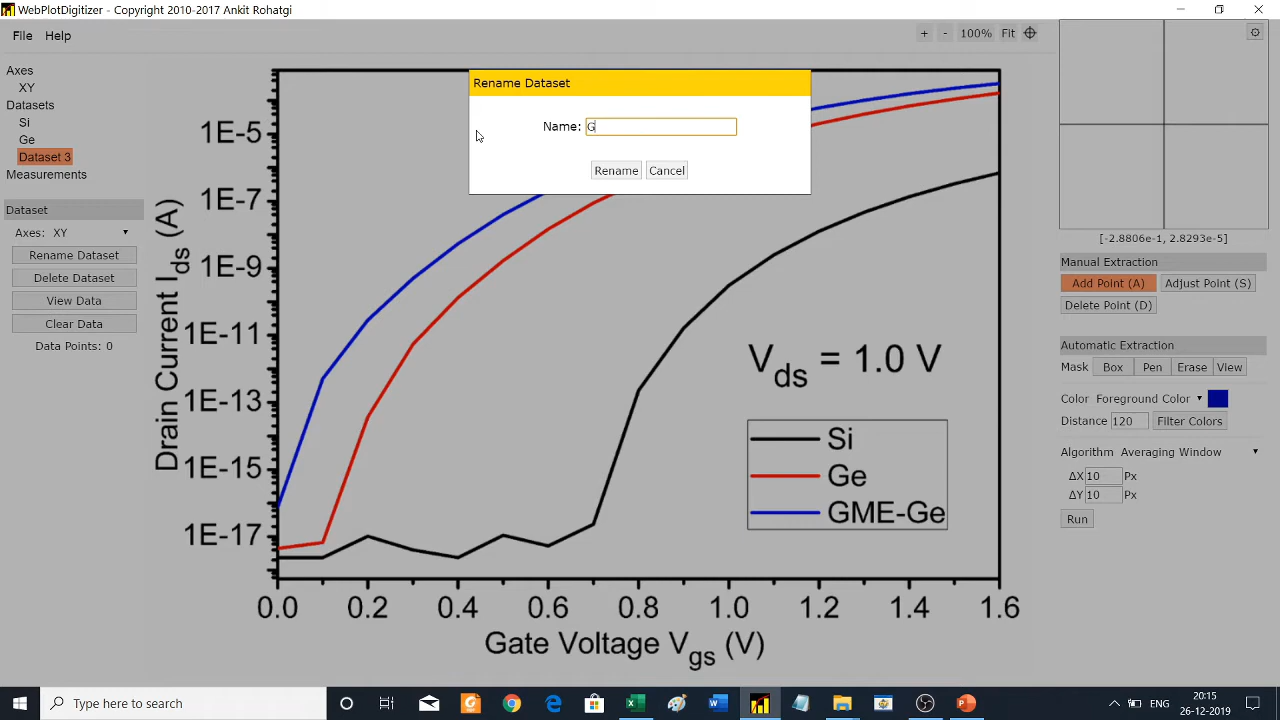 WebPlotDigitizer - Copyright 2010-2017 Ankit Rohatgi
File Help
+ - 100% Fit
Axes
XY
Datasets
Si
Ge
Dataset 3
Measurements
Dataset
Axes: XY
Rename Dataset
Delete Dataset
View Data
Clear Data
Data Points: 0
Rename Dataset
Name: G
Rename Cancel
1E-5
1E-7
1E-9
1E-11
1E-13
1E-15
1E-17
Drain Current Ids (A)
Vds = 1.0 V
Si
Ge
GME-Ge
0.0 0.2 0.4 0.6 0.8 1.0 1.2 1.4 1.6
Gate Voltage Vgs (V)
[-2.8806e-1, 2.8293e-5]
Manual Extraction
Add Point (A) Adjust Point (S)
Delete Point (D)
Automatic Extraction
Mask Box Pen Erase View
Color Foreground Color
Distance 120 Filter Colors
Algorithm Averaging Window
ΔX 10 Px
ΔY 10 Px
Run
Type here to search
ENG
20:15
26-12-2019